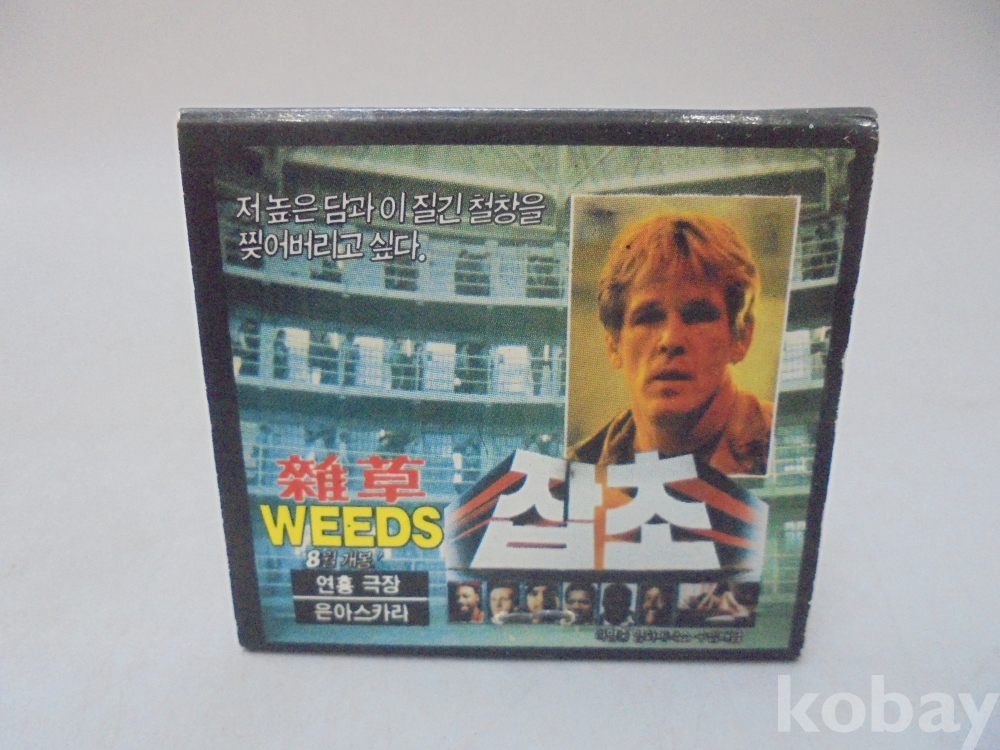 저 높은 담과 이 질긴 철창을
찢어버리고 싶다.
雜草
WEEDS
잡초
8월 개봉
연흥 극장
은아스카라
kobay